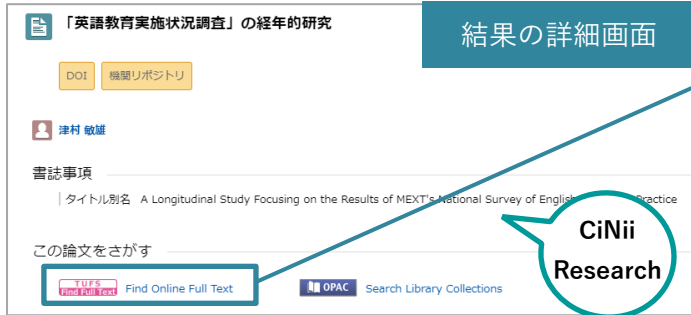 「英語教育実施状況調査」の経年的研究
結果の詳細画面
DOI 機関リポジトリ
津村 敏雄
書誌事項
タイトル別名 A Longitudinal Study Focusing on the Results of MEXT's National Survey of English Practice
CiNii
Research
この論文をさがす
TUFS
Find Full Text
Find Online Full Text
OPAC Search Library Collections